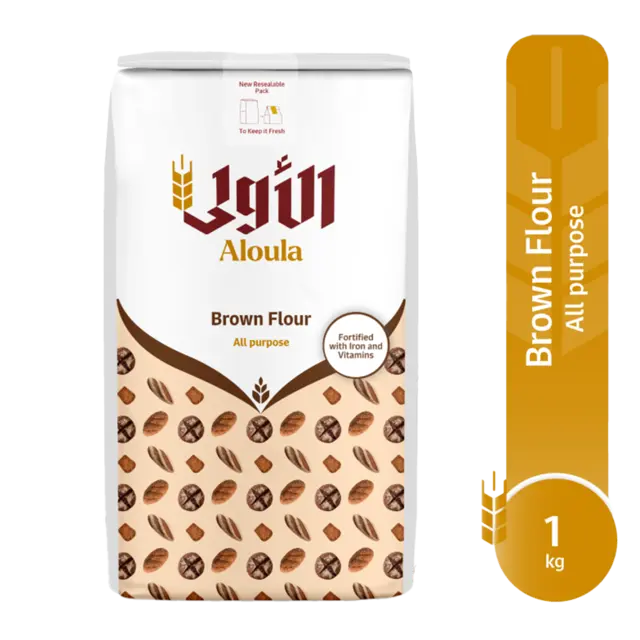 New Resealable
Pack
To Keep it Fresh
الأولى
Aloula
Brown Flour
All purpose
Fortified
with Iron and
Vitamins
Brown Flour
All purpose
1
kg